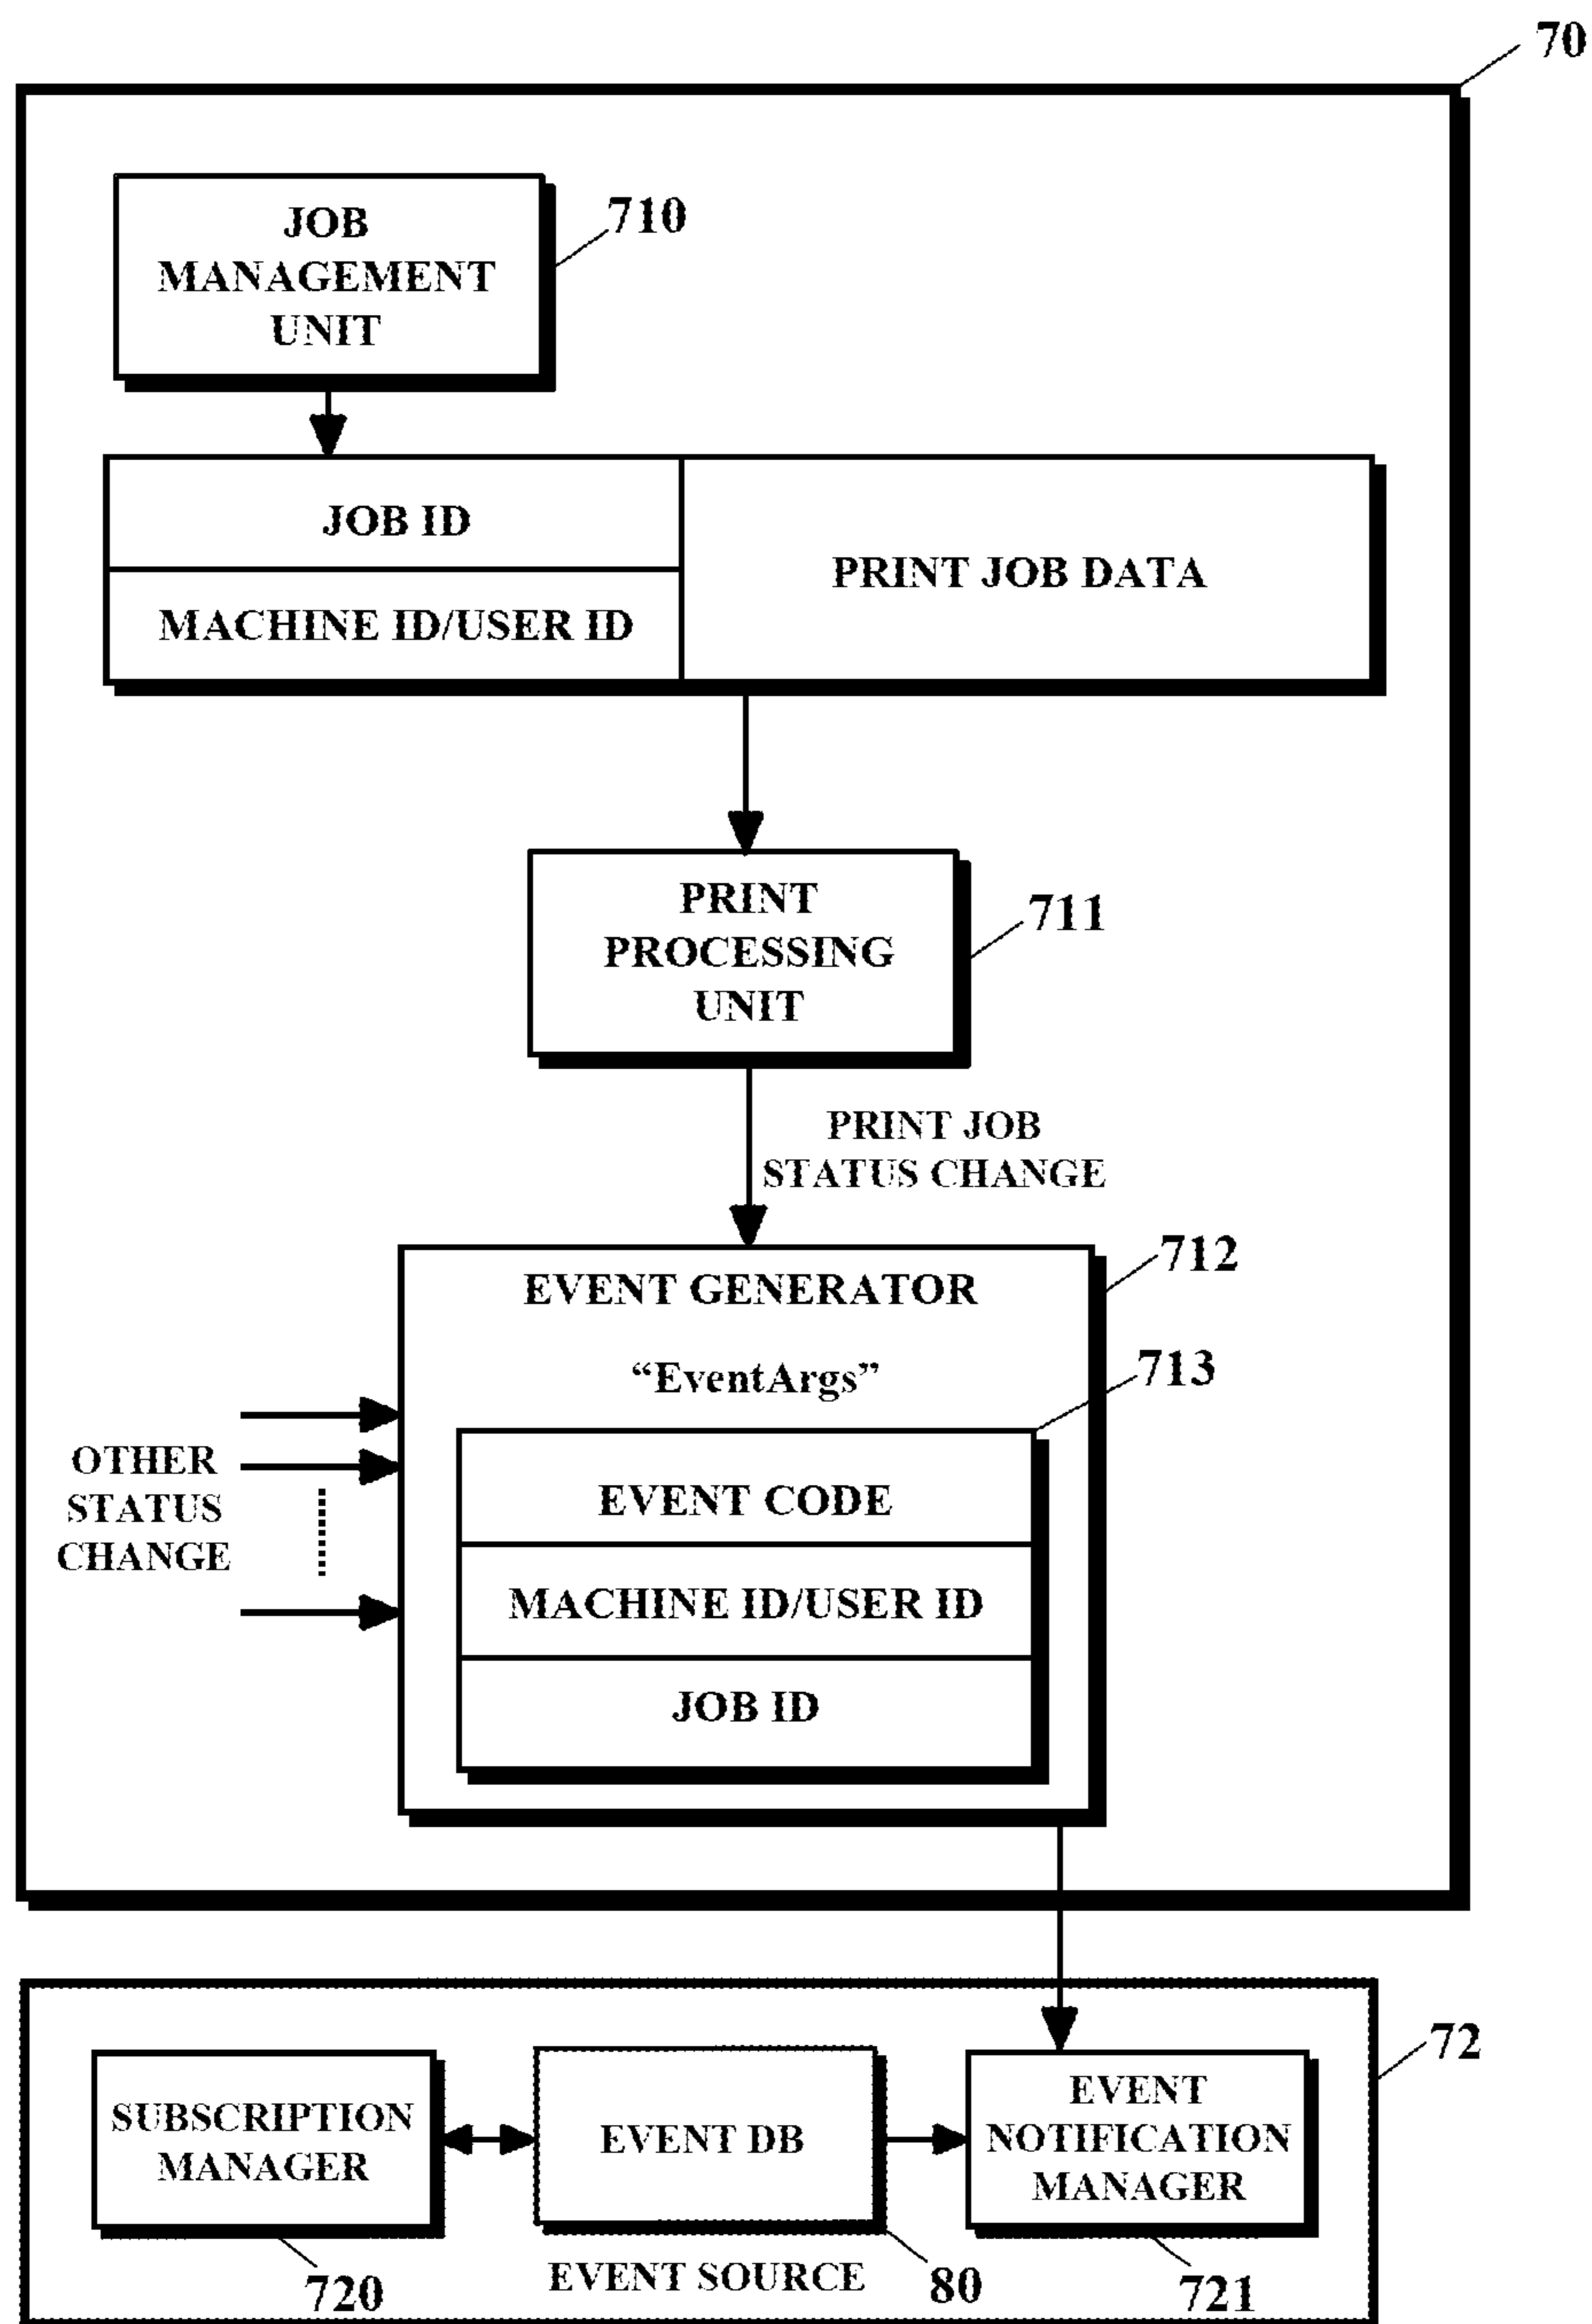 70
JOB
MANAGEMENT
UNIT
710
JOB ID
MACHINE ID/USER ID
PRINT JOB DATA
PRINT
PROCESSING
UNIT
711
PRINT JOB
STATUS CHANGE
712
EVENT GENERATOR
“EventArgs”
713
OTHER
STATUS
CHANGE
EVENT CODE
MACHINE ID/USER ID
JOB ID
72
SUBSCRIPTION
MANAGER
EVENT DB
EVENT
NOTIFICATION
MANAGER
720
EVENT SOURCE
80
721